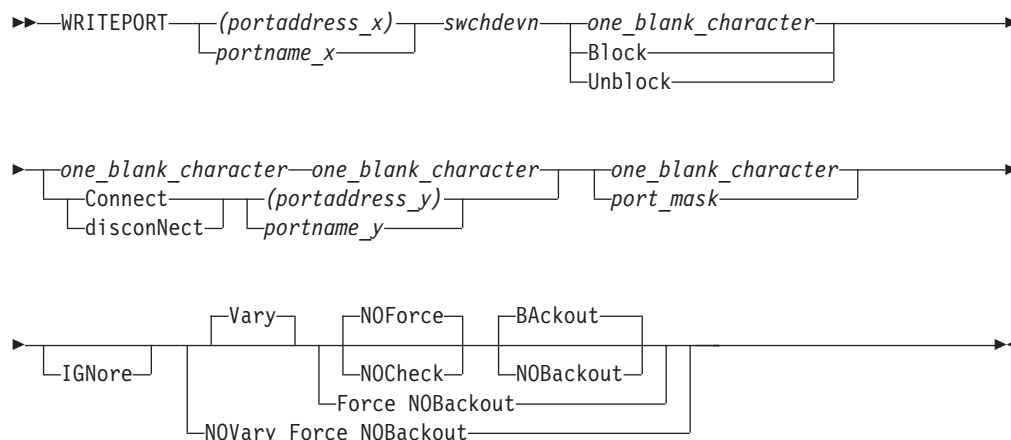 WRITEPORT (portaddress_x) swchdevn one_blank_character
portname_x Block
Unblock
one_blank_character one_blank_character one_blank_character
Connect (portaddress_y) port_mask
disconNect portname_y
Vary NOForce BAckout
IGNore NOCheck NOBackout
Force NOBackout
NOVary Force NOBackout